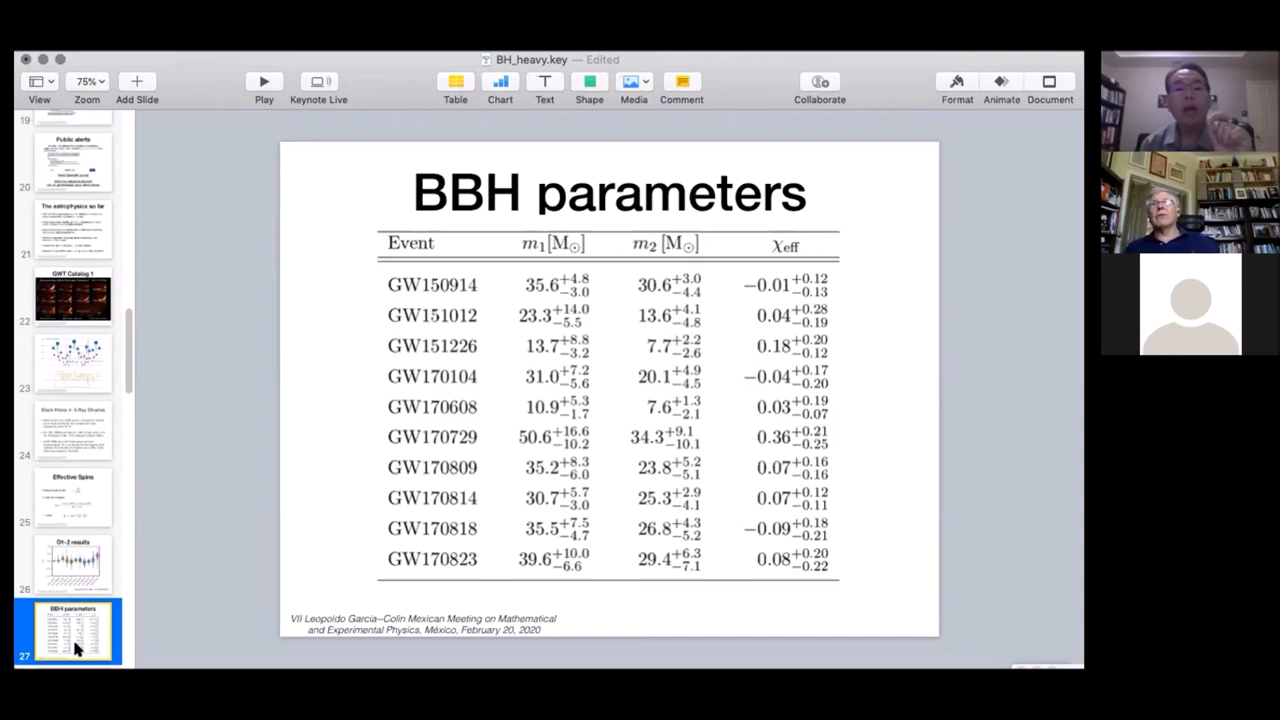 BH_heavy.key — Edited
75%
View Zoom Add Slide Play Keynote Live Table Chart Text Shape Media Comment Collaborate Format Animate Document
19
Public alerts
20
The astrophysics so far
21
GWT Catalog 1
22
23
24
Effective Spins
25
O1-2 results
26
BBH parameters
27
BBH parameters
Event m₁[M⊙] m₂ [M⊙] χeff
GW150914 35.6+4.8−3.0 30.6+3.0−4.4 −0.01+0.12−0.13
GW151012 23.3+14.0−5.5 13.6+4.1−4.8 0.04+0.28−0.19
GW151226 13.7+8.8−3.2 7.7+2.2−2.6 0.18+0.20−0.12
GW170104 31.0+7.2−5.6 20.1+4.9−4.5 −0.04+0.17−0.20
GW170608 10.9+5.3−1.7 7.6+1.3−2.1 0.03+0.19−0.07
GW170729 50.6+16.6−10.2 34.3+9.1−10.1 0.36+0.21−0.25
GW170809 35.2+8.3−6.0 23.8+5.2−5.1 0.07+0.16−0.16
GW170814 30.7+5.7−3.0 25.3+2.9−4.1 0.07+0.12−0.11
GW170818 35.5+7.5−4.7 26.8+4.3−5.2 −0.09+0.18−0.21
GW170823 39.6+10.0−6.6 29.4+6.3−7.1 0.08+0.20−0.22
VII Leopoldo García–Colín Mexican Meeting on Mathematical
and Experimental Physics, México, February 20, 2020